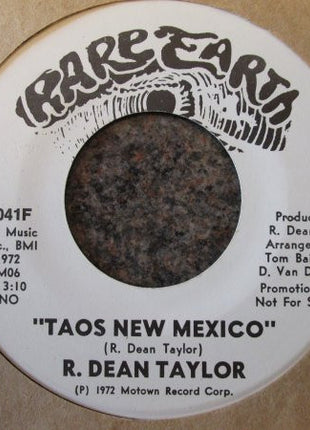 RARE EARTH
041F
Music
c., BMI
972
M06
3:10
NO
Produc
R. Dean
Arrange
Tom Ba
D. Van D
Promotio
Not For S
"TAOS NEW MEXICO"
(R. Dean Taylor)
R. DEAN TAYLOR
(P) 1972 Motown Record Corp.